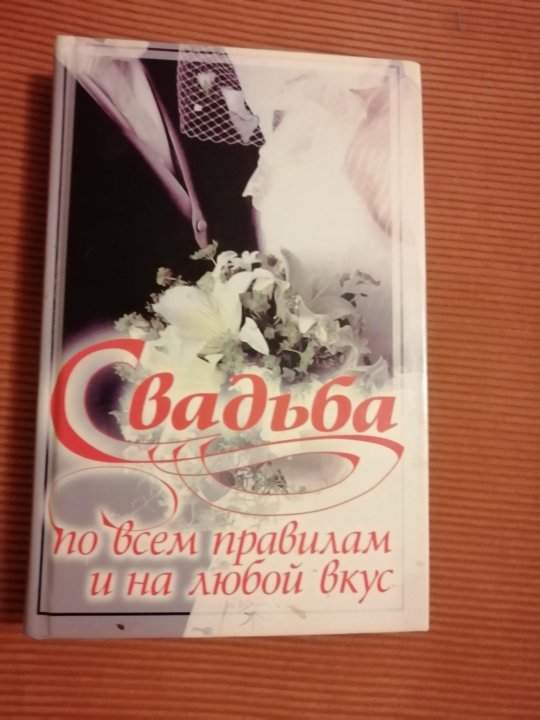 Свадьба
по всем правилам
и на любой вкус